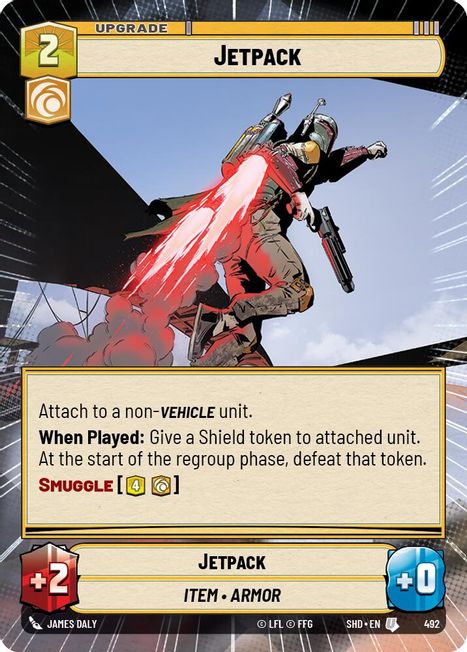 UPGRADE
2
JETPACK
Attach to a non-VEHICLE unit.
When Played: Give a Shield token to attached unit.
At the start of the regroup phase, defeat that token.
SMUGGLE [4 ]
JETPACK
+2
+0
ITEM • ARMOR
JAMES DALY
© LFL © FFG
SHD • EN
492